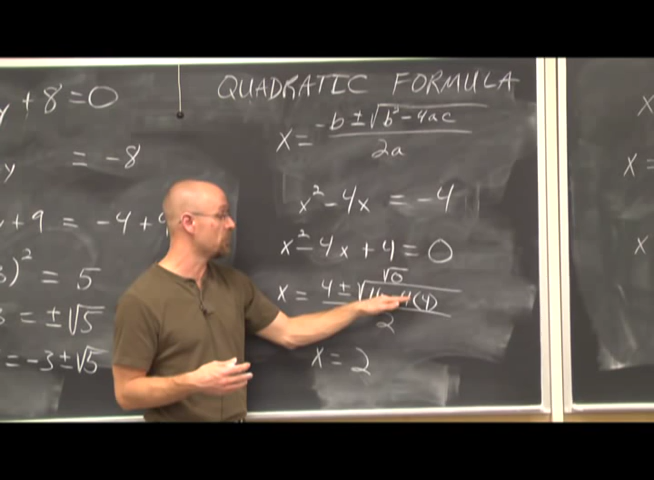 y + 8 = 0
y = -8
+ 9 = -4 + 9
)² = 5
= ±√5
= -3 ± √5
QUADRATIC FORMULA
x = -b ± √b² - 4ac
2a
x² - 4x = -4
x² - 4x + 4 = 0
√0
x = 4 ± √16 - 4(4)
2
x = 2
x
x =
x